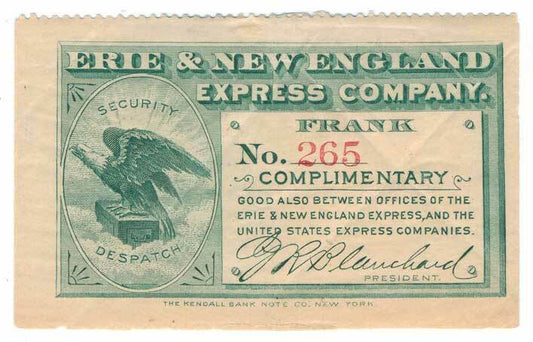 ERIE & NEW ENGLAND
EXPRESS COMPANY.
SECURITY
DESPATCH
FRANK
No. 265
COMPLIMENTARY
GOOD ALSO BETWEEN OFFICES OF THE
ERIE & NEW ENGLAND EXPRESS, AND THE
UNITED STATES EXPRESS COMPANIES.
Blanchard
PRESIDENT.
THE KENDALL BANK NOTE CO. NEW YORK.